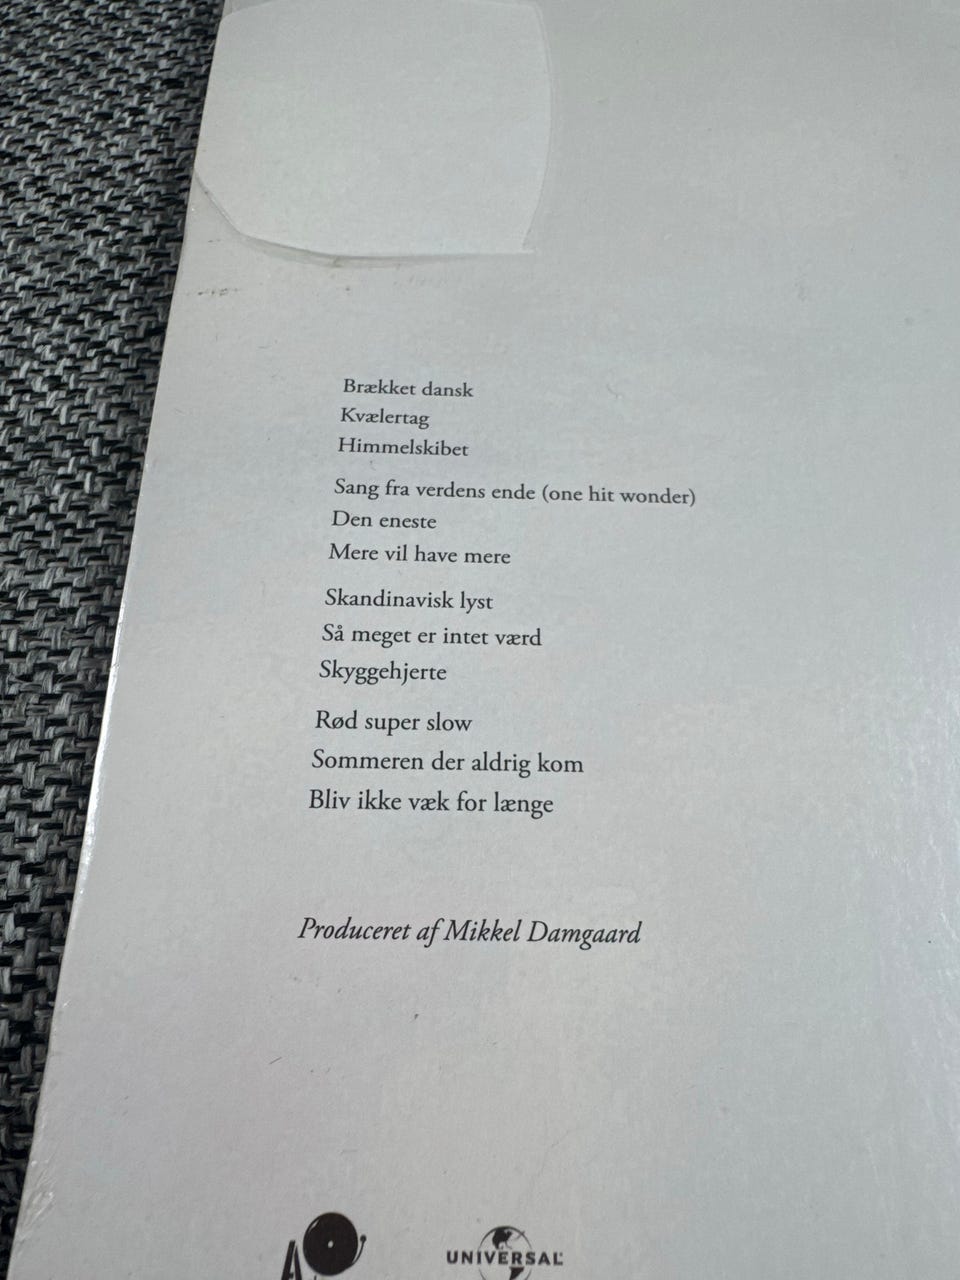 Brækket dansk
Kvælertag
Himmelskibet
Sang fra verdens ende (one hit wonder)
Den eneste
Mere vil have mere
Skandinavisk lyst
Så meget er intet værd
Skyggehjerte
Rød super slow
Sommeren der aldrig kom
Bliv ikke væk for længe
Produceret af Mikkel Damgaard
UNIVERSAL